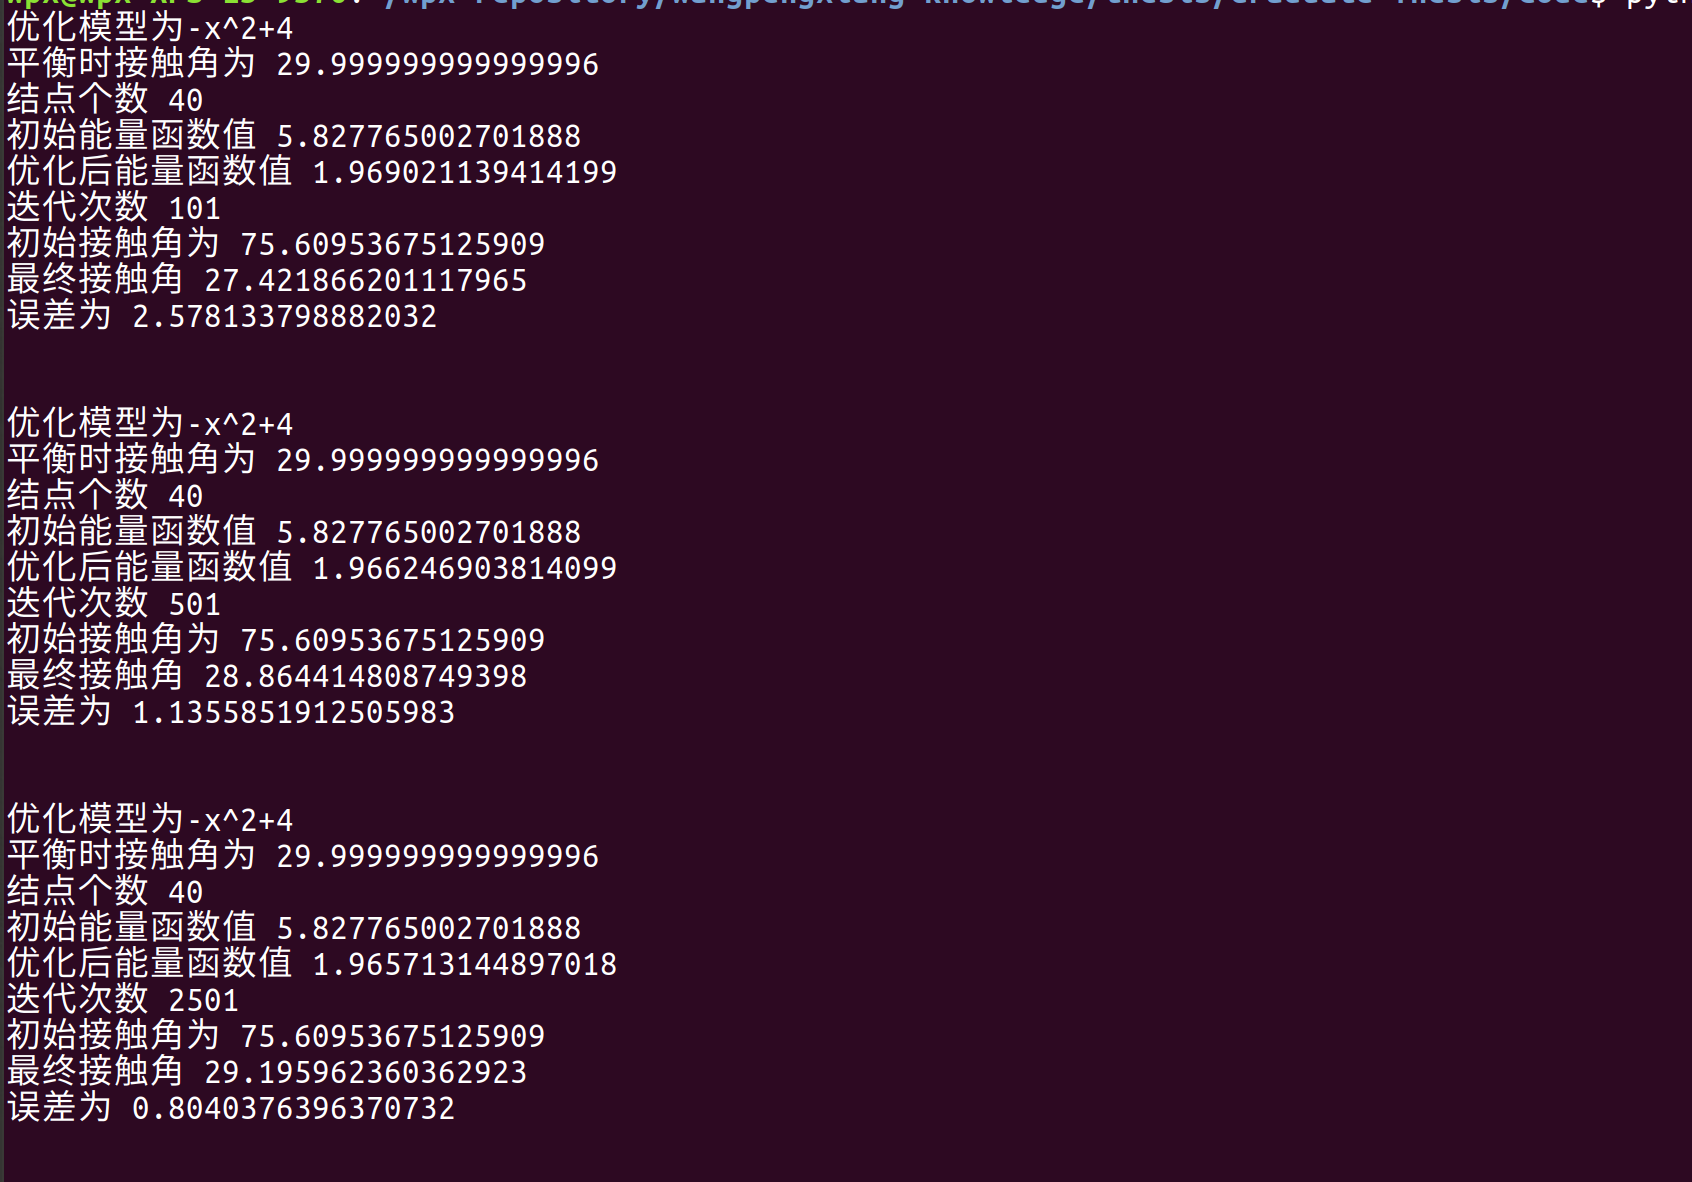 优化模型为-x^2+4
平衡时接触角为 29.999999999999996
结点个数 40
初始能量函数值 5.827765002701888
优化后能量函数值 1.969021139414199
迭代次数 101
初始接触角为 75.60953675125909
最终接触角 27.421866201117965
误差为 2.578133798882032
优化模型为-x^2+4
平衡时接触角为 29.999999999999996
结点个数 40
初始能量函数值 5.827765002701888
优化后能量函数值 1.966246903814099
迭代次数 501
初始接触角为 75.60953675125909
最终接触角 28.864414808749398
误差为 1.1355851912505983
优化模型为-x^2+4
平衡时接触角为 29.999999999999996
结点个数 40
初始能量函数值 5.827765002701888
优化后能量函数值 1.965713144897018
迭代次数 2501
初始接触角为 75.60953675125909
最终接触角 29.195962360362923
误差为 0.8040376396370732